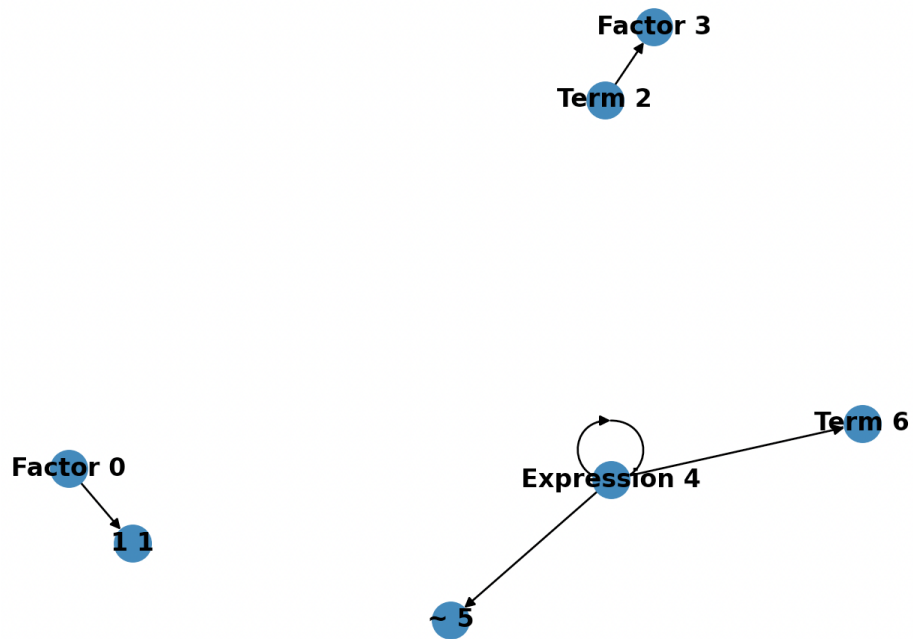 Factor 3
Term 2
Term 6
Factor 0
Expression 4
1 1
~ 5